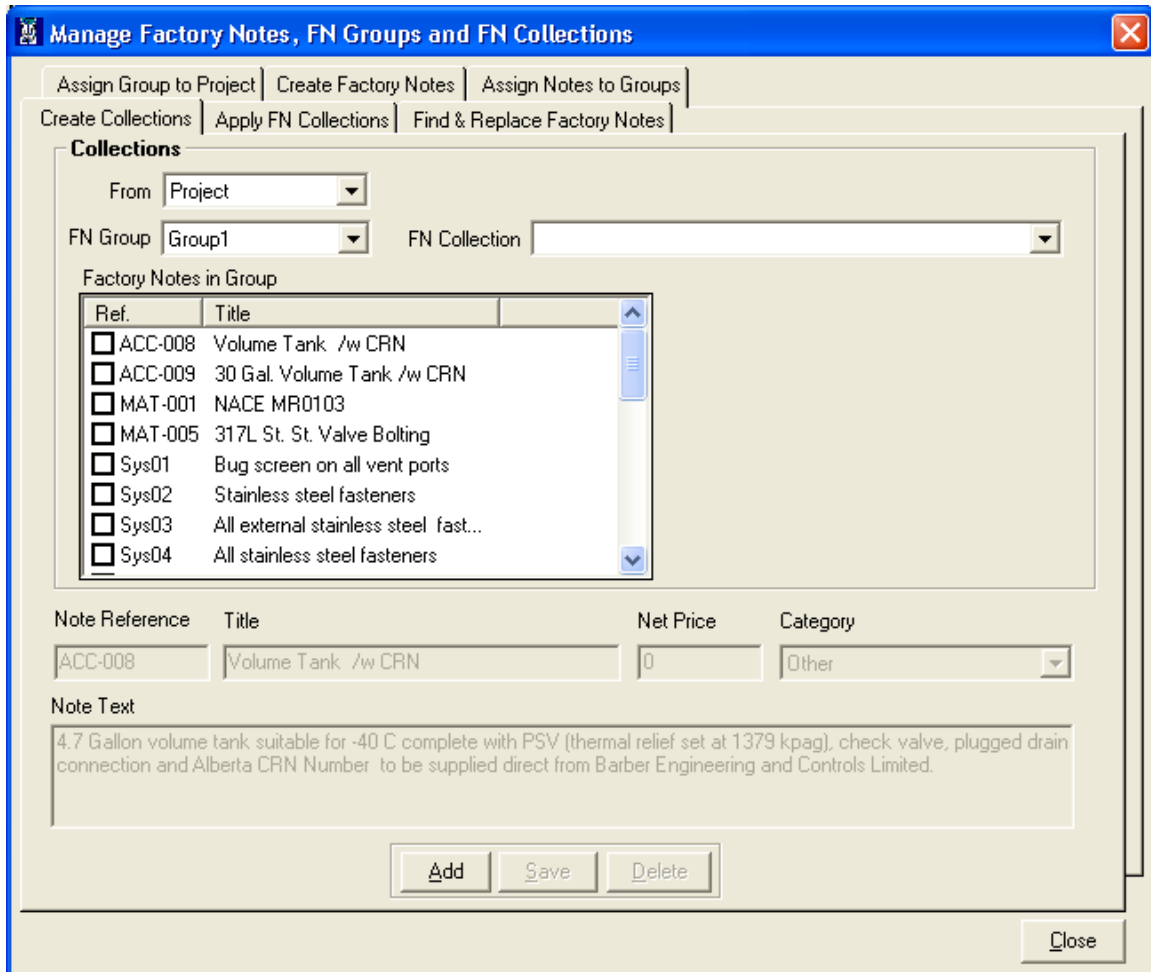 Manage Factory Notes, FN Groups and FN Collections
Assign Group to Project Create Factory Notes Assign Notes to Groups
Create Collections Apply FN Collections Find & Replace Factory Notes
Collections
From Project
FN Group Group1 FN Collection
Factory Notes in Group
Ref. Title
ACC-008 Volume Tank /w CRN
ACC-009 30 Gal. Volume Tank /w CRN
MAT-001 NACE MR0103
MAT-005 317L St. St. Valve Bolting
Sys01 Bug screen on all vent ports
Sys02 Stainless steel fasteners
Sys03 All external stainless steel fast...
Sys04 All stainless steel fasteners
Note Reference Title Net Price Category
ACC-008 Volume Tank /w CRN 0 Other
Note Text
4.7 Gallon volume tank suitable for -40 C complete with PSV (thermal relief set at 1379 kpag), check valve, plugged drain
connection and Alberta CRN Number to be supplied direct from Barber Engineering and Controls Limited.
Add Save Delete
Close